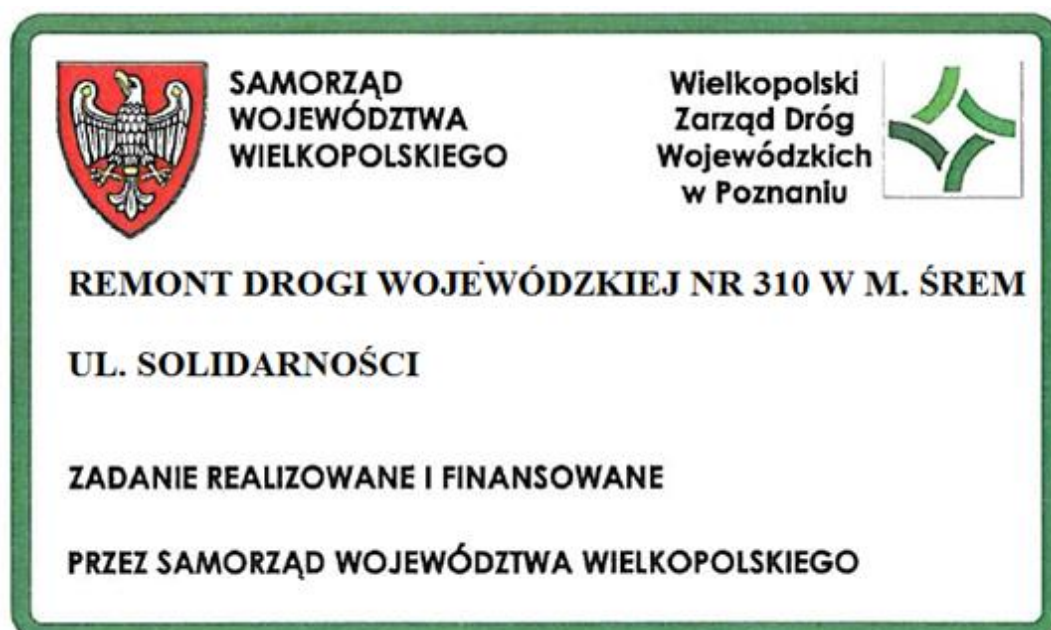 SAMORZĄD
WOJEWÓDZTWA
WIELKOPOLSKIEGO
Wielkopolski
Zarząd Dróg
Wojewódzkich
w Poznaniu
REMONT DROGI WOJEWÓDZKIEJ NR 310 W M. ŚREM
UL. SOLIDARNOŚCI
ZADANIE REALIZOWANE I FINANSOWANE
PRZEZ SAMORZĄD WOJEWÓDZTWA WIELKOPOLSKIEGO